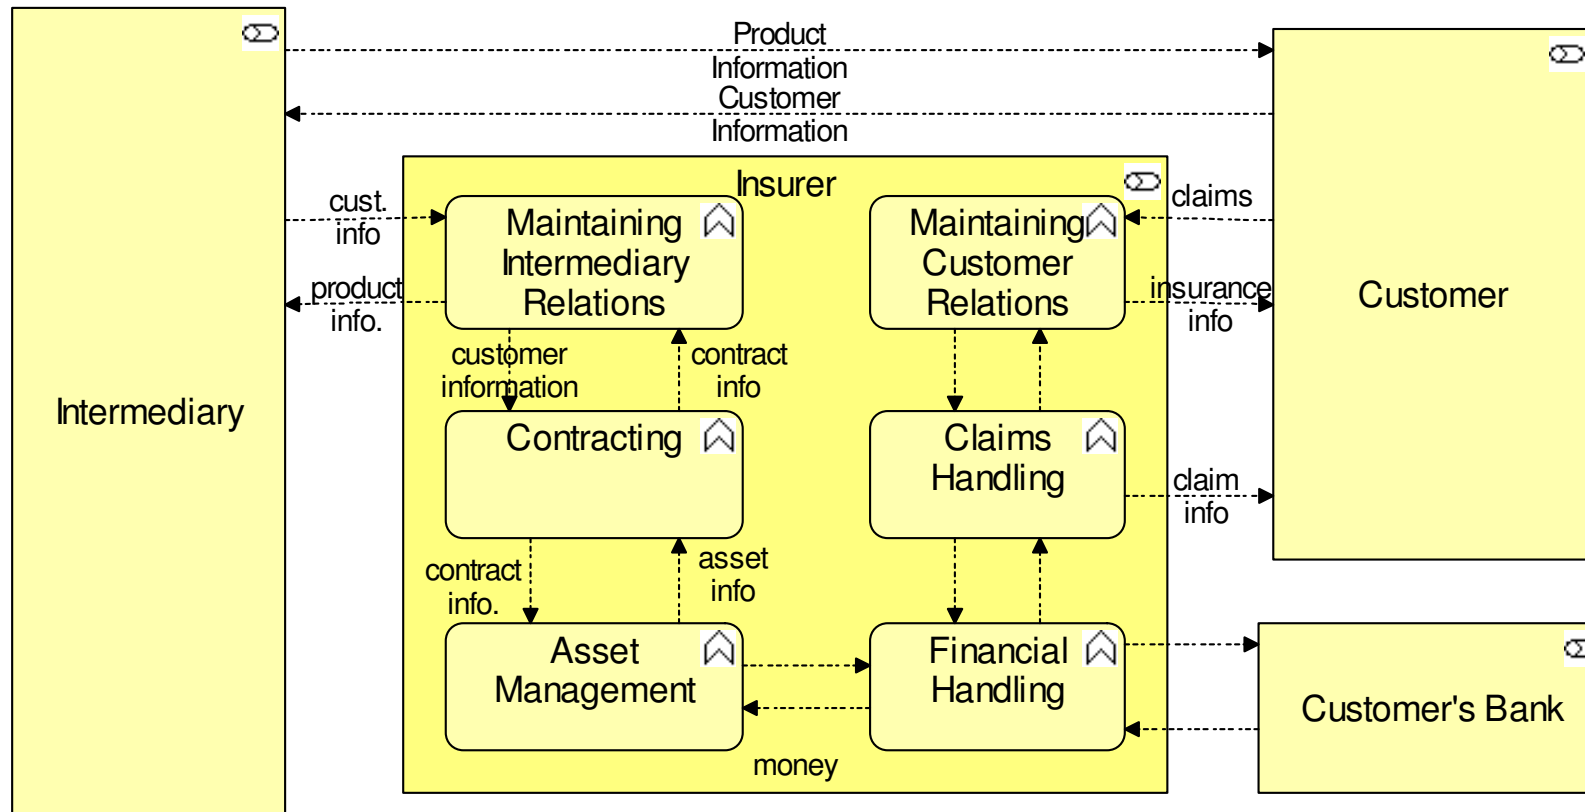 Product
Information
Customer
Information
Insurer
cust.
info
Maintaining
Intermediary
Relations
Maintaining
Customer
Relations
claims
product
info.
insurance
info
Customer
customer
information
contract
info
Intermediary
Contracting
Claims
Handling
claim
info
contract
info.
asset
info
Asset
Management
Financial
Handling
Customer's Bank
money